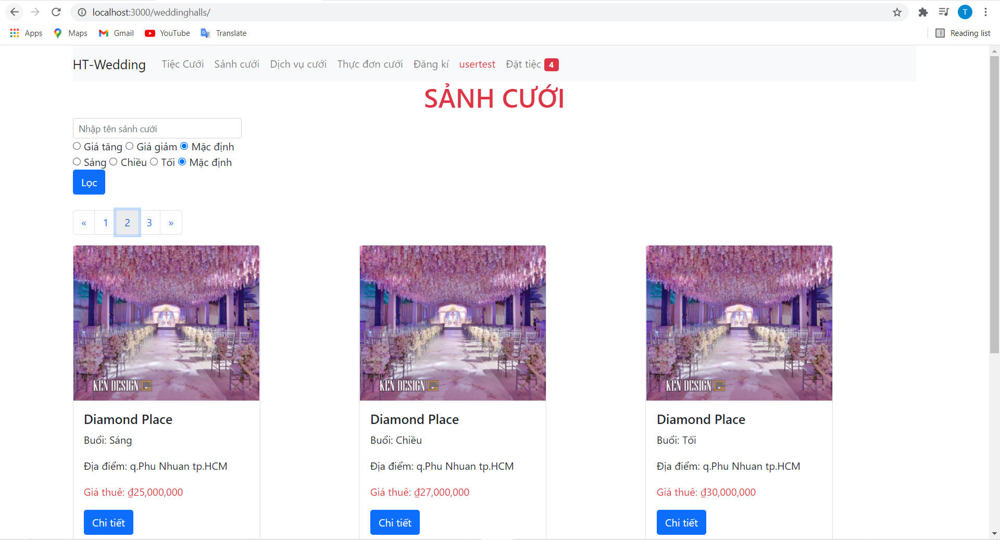 localhost:3000/weddinghalls/
T
Apps Maps Gmail YouTube Translate Reading list
HT-Wedding Tiệc Cưới Sảnh cưới Dịch vụ cưới Thực đơn cưới Đăng kí usertest Đặt tiệc 4
SẢNH CƯỚI
Nhập tên sảnh cưới
Giá tăng Giá giảm Mặc định
Sáng Chiều Tối Mặc định
Lọc
« 1 2 3 »
KEN DESIGN KEN DESIGN KEN DESIGN
Diamond Place Diamond Place Diamond Place
Buổi: Sáng Buổi: Chiều Buổi: Tối
Địa điểm: q.Phu Nhuan tp.HCM Địa điểm: q.Phu Nhuan tp.HCM Địa điểm: q.Phu Nhuan tp.HCM
Giá thuê: ₫25,000,000 Giá thuê: ₫27,000,000 Giá thuê: ₫30,000,000
Chi tiết Chi tiết Chi tiết